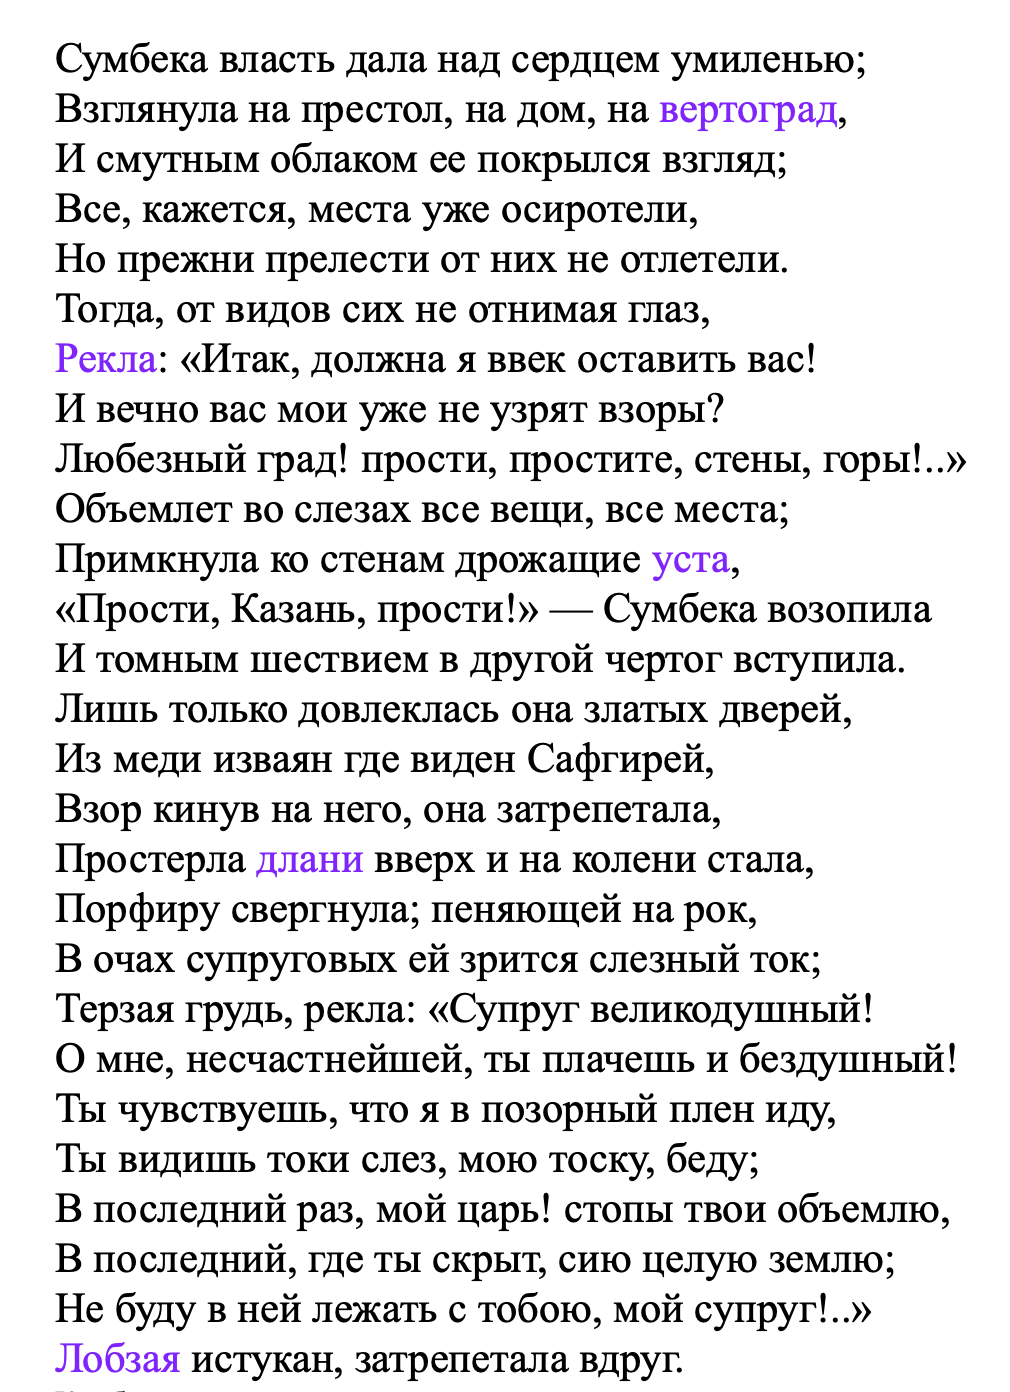 Сумбека власть дала над сердцем умиленью;
Взглянула на престол, на дом, на вертоград,
И смутным облаком ее покрылся взгляд;
Все, кажется, места уже осиротели,
Но прежни прелести от них не отлетели.
Тогда, от видов сих не отнимая глаз,
Рекла: «Итак, должна я ввек оставить вас!
И вечно вас мои уже не узрят взоры?
Любезный град! прости, простите, стены, горы!..»
Объемлет во слезах все вещи, все места;
Примкнула ко стенам дрожащие уста,
«Прости, Казань, прости!» — Сумбека возопила
И томным шествием в другой чертог вступила.
Лишь только довлеклась она златых дверей,
Из меди изваян где виден Сафгирей,
Взор кинув на него, она затрепетала,
Простерла длани вверх и на колени стала,
Порфиру свергнула; пеняющей на рок,
В очах супруговых ей зрится слезный ток;
Терзая грудь, рекла: «Супруг великодушный!
О мне, несчастнейшей, ты плачешь и бездушный!
Ты чувствуешь, что я в позорный плен иду,
Ты видишь токи слез, мою тоску, беду;
В последний раз, мой царь! стопы твои объемлю,
В последний, где ты скрыт, сию целую землю;
Не буду в ней лежать с тобою, мой супруг!..»
Лобзая истукан, затрепетала вдруг.